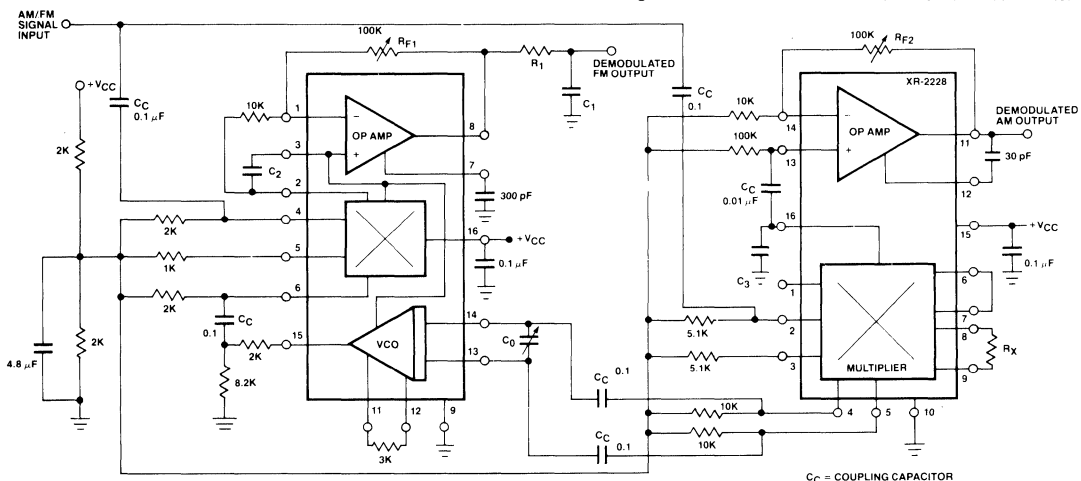 AM/FM
SIGNAL
INPUT
+VCC
CC
0.1 μF
2K
2K
1K
2K
CC
0.1
2K
8.2K
4.8 μF
2K
100K
RF1
R1
DEMODULATED
FM OUTPUT
C1
10K
1
3
C2
2
4
5
6
15
OP AMP
−
+
8
7
300 pF
16
+VCC
0.1 μF
14
13
C0
VCO
11
12
9
3K
CC
0.1
CC
0.1
CC
0.1
100K
RF2
XR-2228
10K
14
100K
13
OP AMP
−
+
11
DEMODULATED
AM OUTPUT
30 pF
12
CC
0.01 μF
16
15
+VCC
0.1 μF
C3
1
2
5.1K
3
5.1K
6
7
8
9
RX
MULTIPLIER
4
5
10
10K
10K
CC = COUPLING CAPACITOR